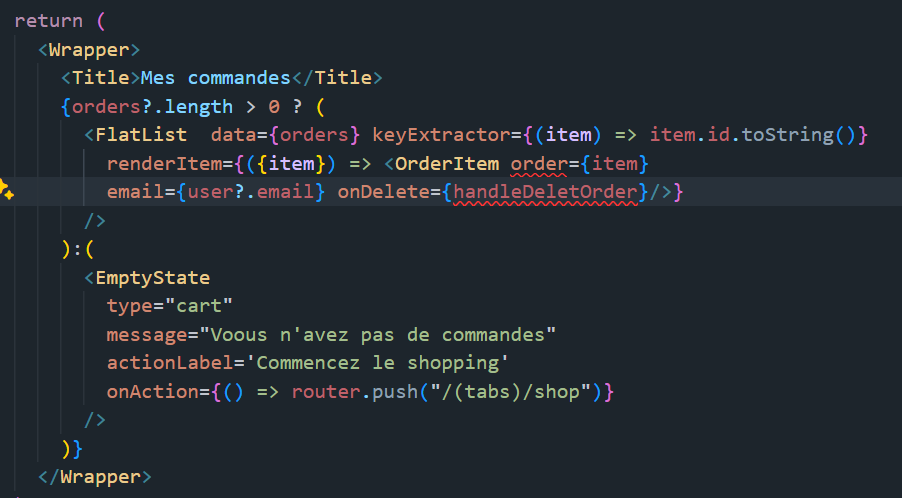 return (
<Wrapper>
<Title>Mes commandes</Title>
{orders?.length > 0 ? (
<FlatList  data={orders} keyExtractor={(item) => item.id.toString()}
renderItem={({item}) => <OrderItem order={item}
email={user?.email} onDelete={handleDeletOrder}/>}
/>
):(
<EmptyState
type="cart"
message="Voous n'avez pas de commandes"
actionLabel='Commencez le shopping'
onAction={() => router.push("/(tabs)/shop")}
/>
)}
</Wrapper>